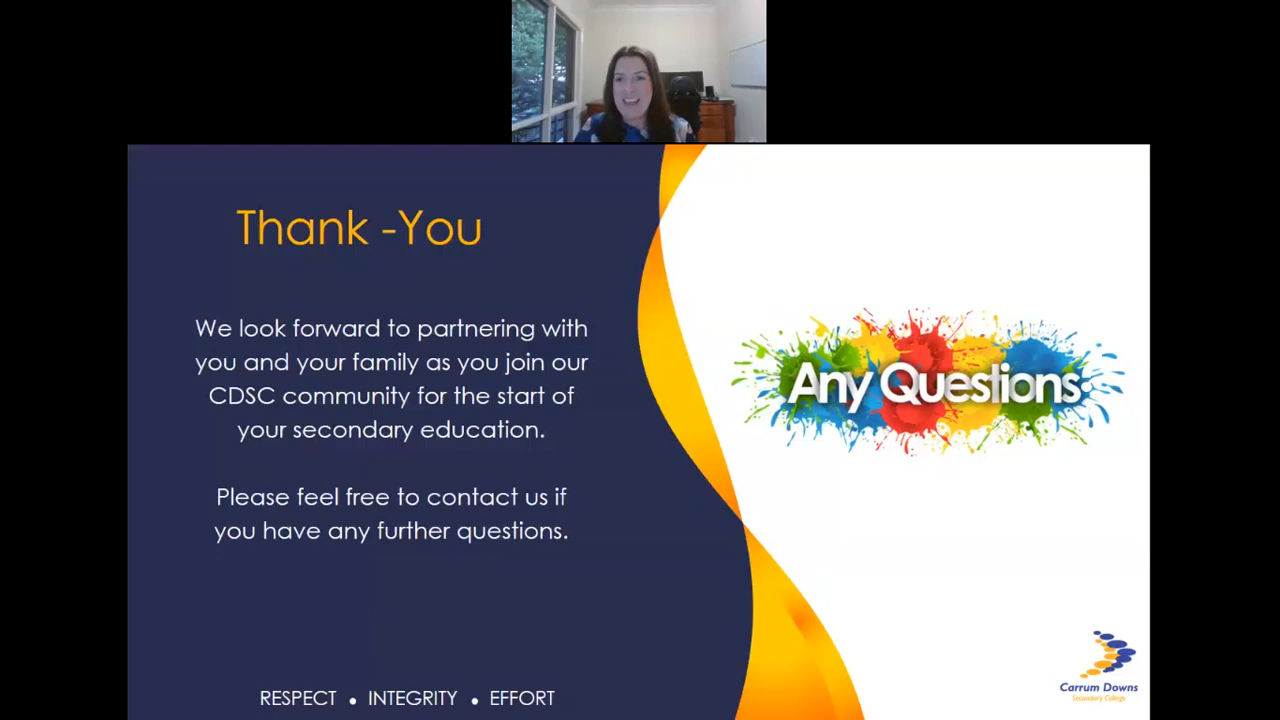 Thank -You
We look forward to partnering with
you and your family as you join our
CDSC community for the start of
your secondary education.
Please feel free to contact us if
you have any further questions.
RESPECT • INTEGRITY • EFFORT
Any Questions
Carrum Downs
Secondary College